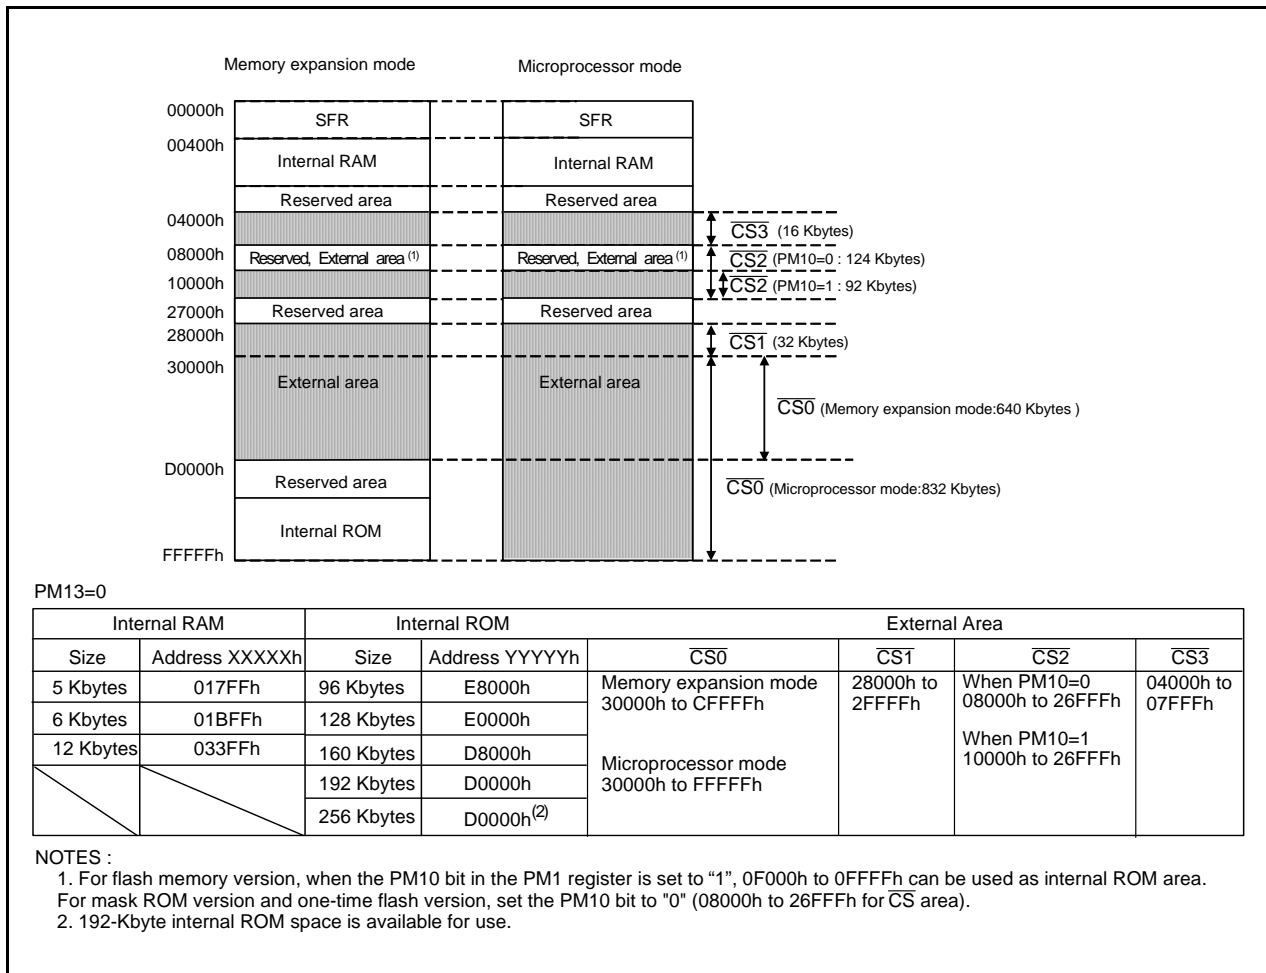 Memory expansion mode
Microprocessor mode
00000h
SFR
SFR
00400h
Internal RAM
Internal RAM
Reserved area
Reserved area
04000h
CS3 (16 Kbytes)
08000h
Reserved, External area (1)
Reserved, External area (1)
CS2 (PM10=0 : 124 Kbytes)
10000h
CS2 (PM10=1 : 92 Kbytes)
27000h
Reserved area
Reserved area
28000h
CS1 (32 Kbytes)
30000h
External area
External area
CS0 (Memory expansion mode:640 Kbytes )
D0000h
Reserved area
CS0 (Microprocessor mode:832 Kbytes)
Internal ROM
FFFFFh
PM13=0
Internal RAM
Internal ROM
External Area
Size
Address XXXXXh
Size
Address YYYYYh
CS0
CS1
CS2
CS3
5 Kbytes
017FFh
96 Kbytes
E8000h
Memory expansion mode
30000h to CFFFFh
28000h to
2FFFFh
When PM10=0
08000h to 26FFFh
04000h to
07FFFh
6 Kbytes
01BFFh
128 Kbytes
E0000h
12 Kbytes
033FFh
160 Kbytes
D8000h
Microprocessor mode
30000h to FFFFFh
When PM10=1
10000h to 26FFFh
192 Kbytes
D0000h
256 Kbytes
D0000h(2)
NOTES :
1. For flash memory version, when the PM10 bit in the PM1 register is set to “1”, 0F000h to 0FFFFh can be used as internal ROM area.
For mask ROM version and one-time flash version, set the PM10 bit to "0" (08000h to 26FFFh for CS area).
2. 192-Kbyte internal ROM space is available for use.